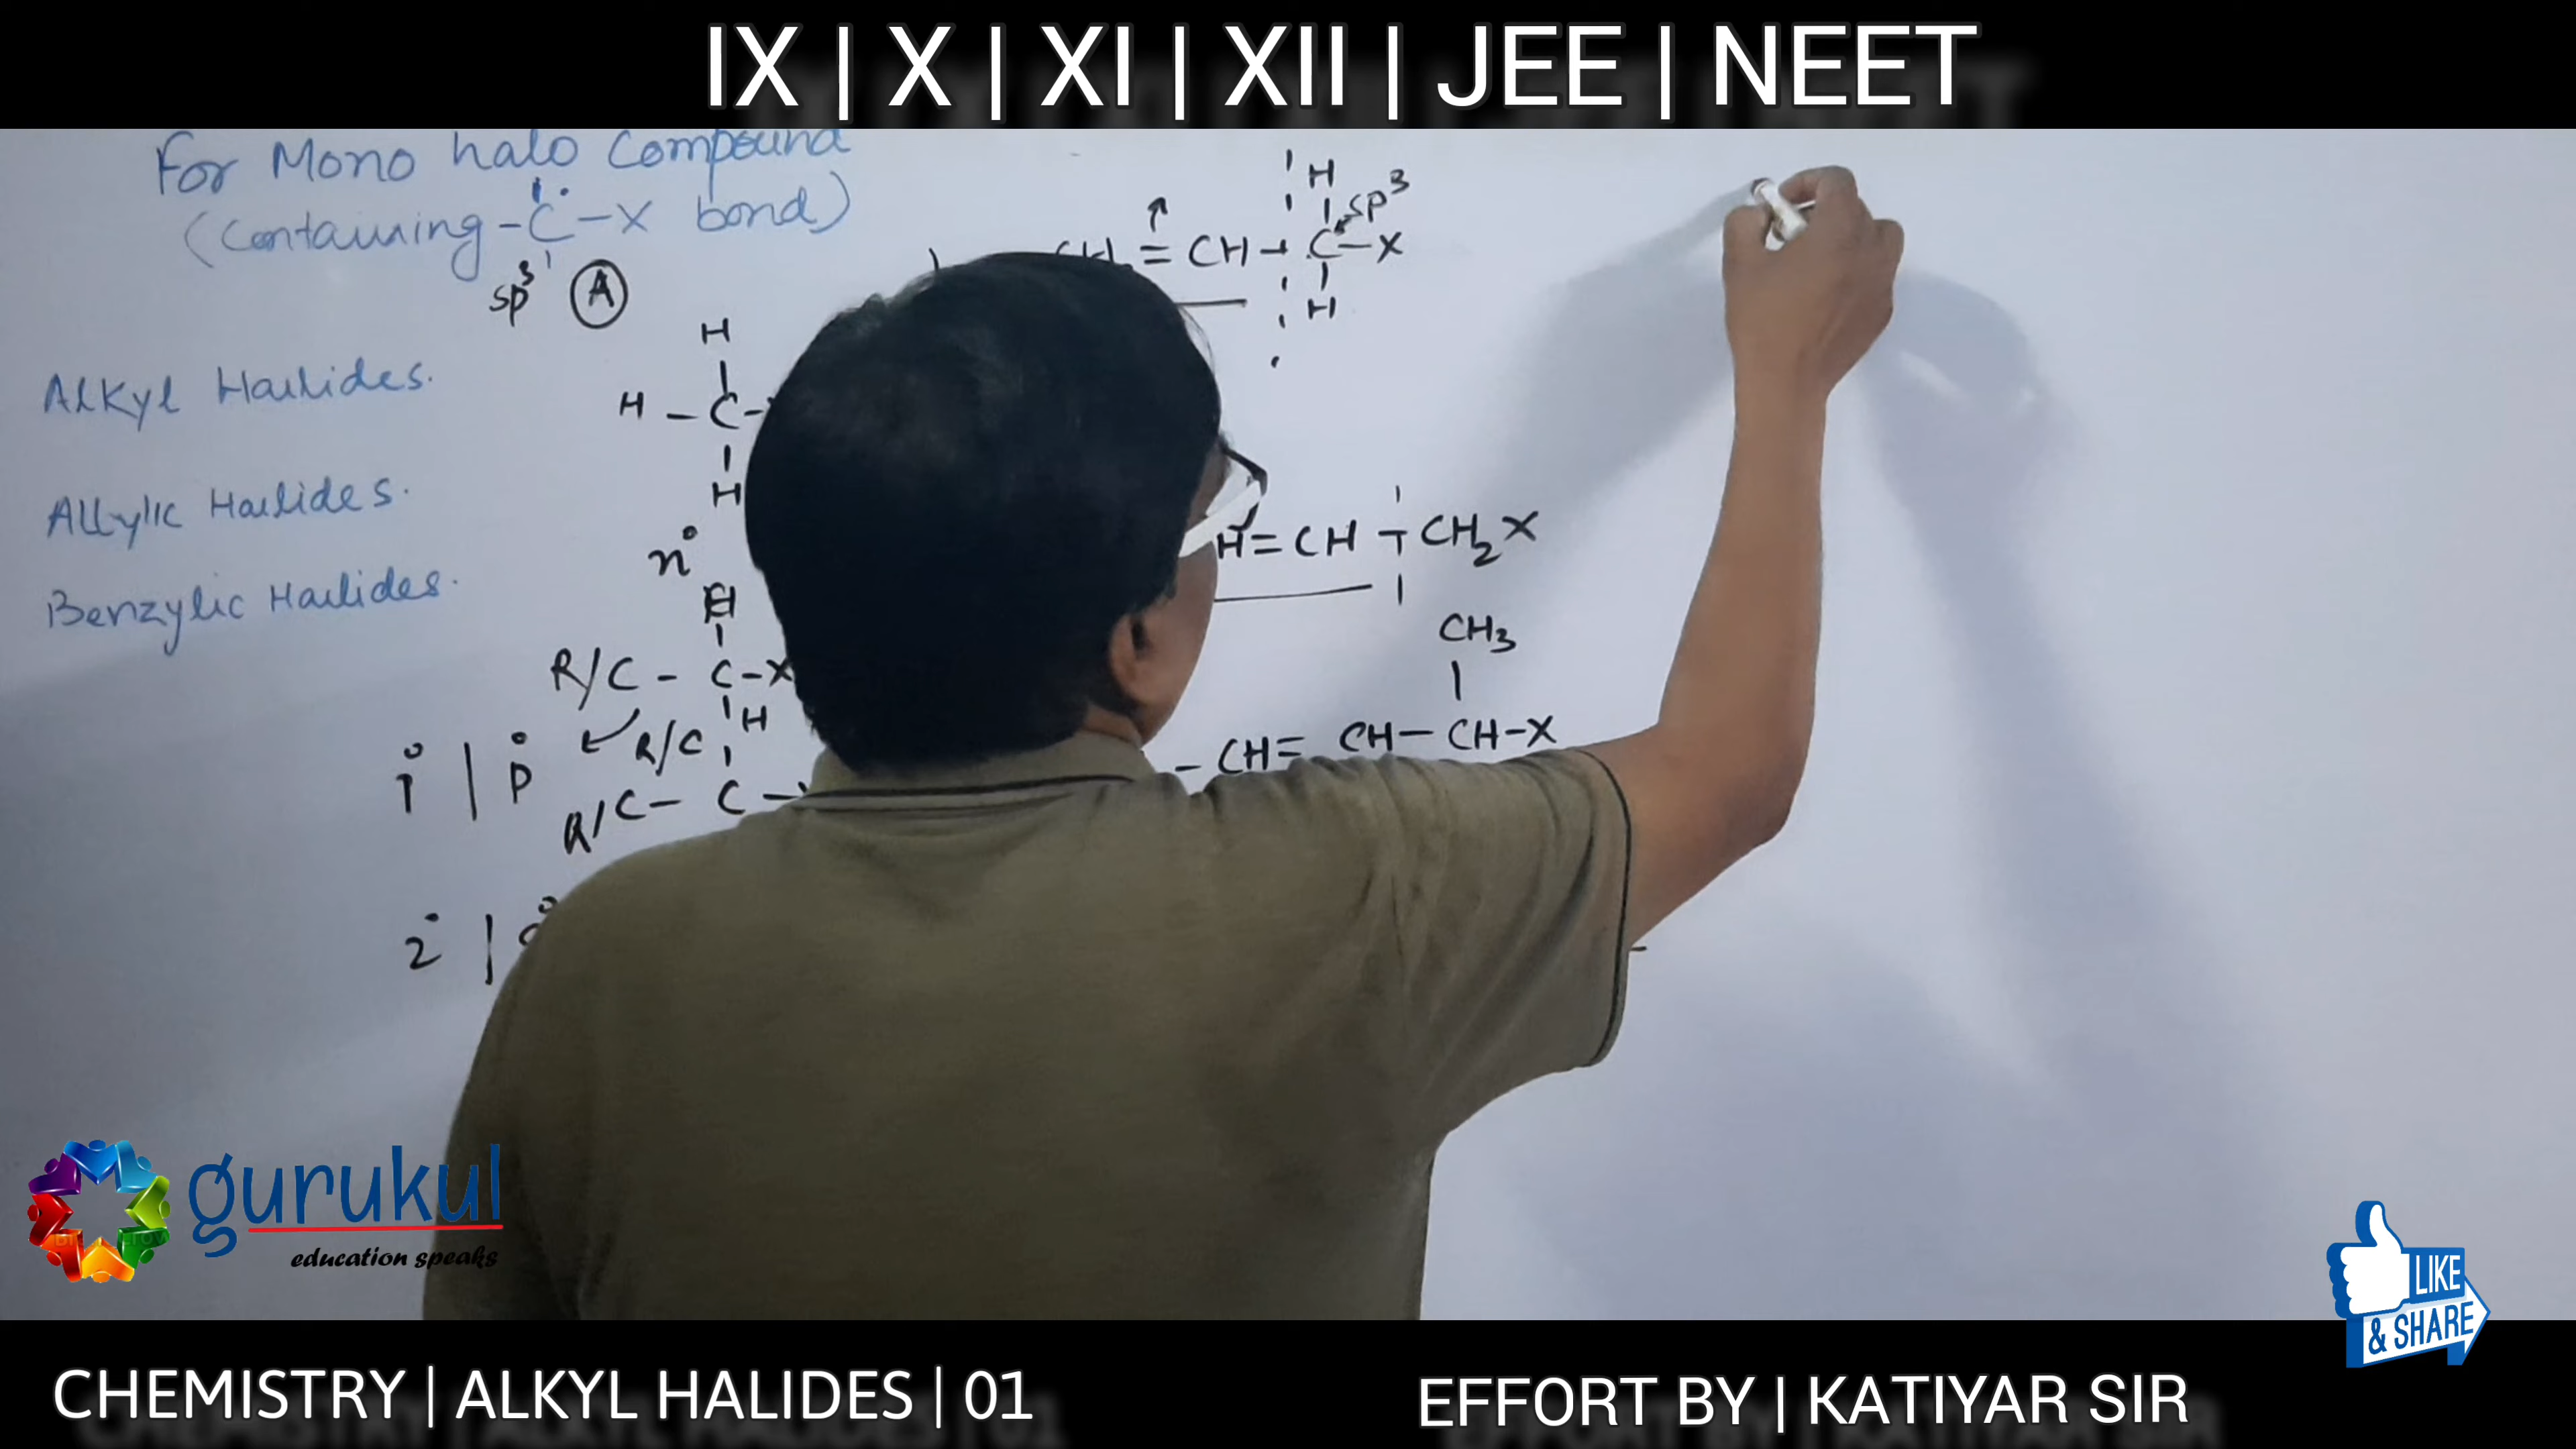 IX | X | XI | XII | JEE | NEET
For Mono halo Compound
(Containing -C-X bond)
sp³ (A)
Alkyl Halides.
Allylic Halides.
Benzylic Halides.
H
H - C -
H
n°
H
R/C - C - X
H
1° | p°
R/C
R/C - C -
2° |
H
sp³
= CH + C - X
H
H = CH + CH₂X
CH₃
- CH = CH - CH - X
gurukul
education speaks
LIKE
& SHARE
CHEMISTRY | ALKYL HALIDES | 01
EFFORT BY | KATIYAR SIR